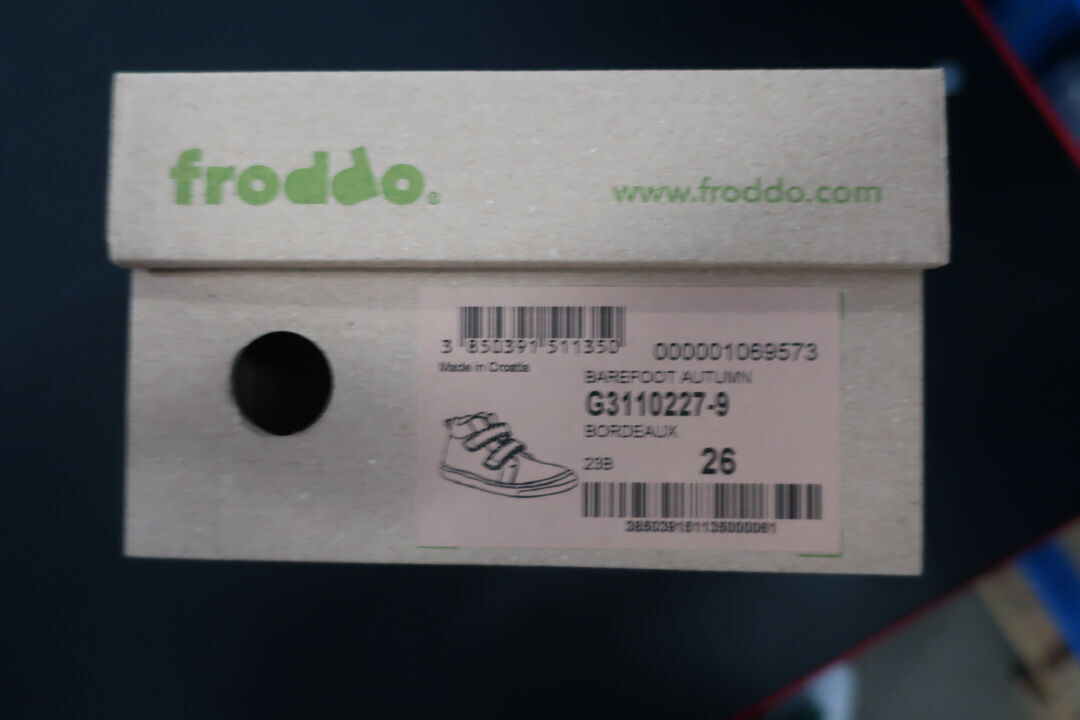 froddo®
www.froddo.com
3 850391 511350
000001069573
Made in Croatia
BAREFOOT AUTUMN
G3110227-9
BORDEAUX
23B
26